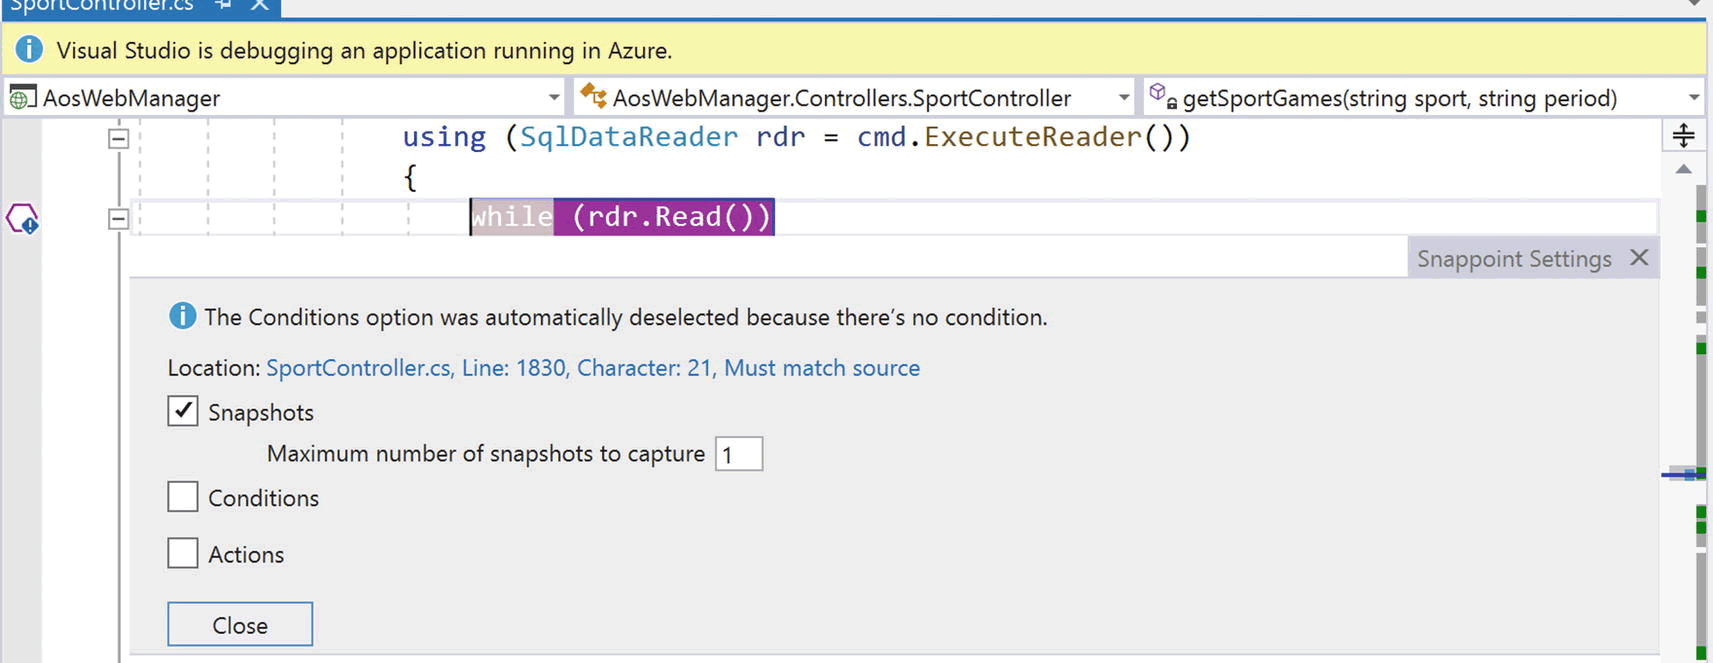 SportController.cs
Visual Studio is debugging an application running in Azure.
AosWebManager AosWebManager.Controllers.SportController getSportGames(string sport, string period)
using (SqlDataReader rdr = cmd.ExecuteReader())
{
while (rdr.Read())
Snappoint Settings
The Conditions option was automatically deselected because there’s no condition.
Location: SportController.cs, Line: 1830, Character: 21, Must match source
Snapshots
Maximum number of snapshots to capture 1
Conditions
Actions
Close